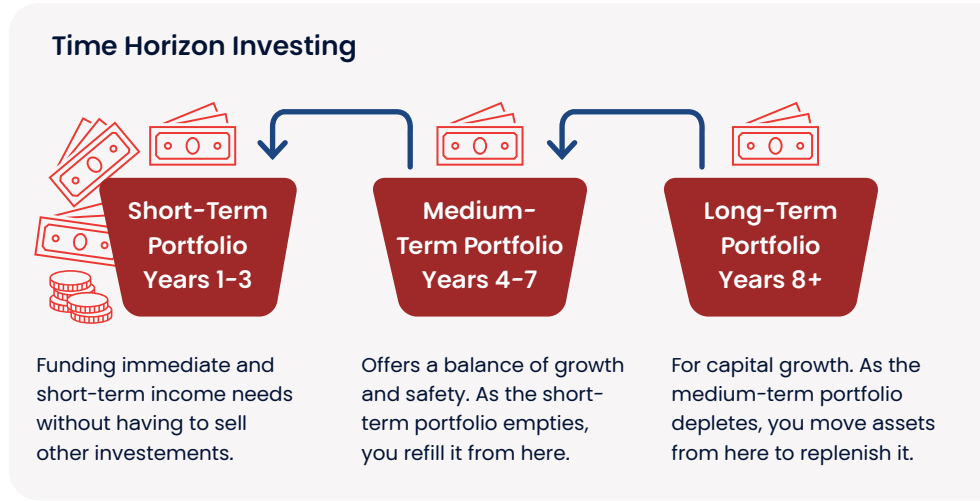 Time Horizon Investing
Short-Term
Portfolio
Years 1-3
Medium-
Term Portfolio
Years 4-7
Long-Term
Portfolio
Years 8+
Funding immediate and
short-term income needs
without having to sell
other investements.
Offers a balance of growth
and safety. As the short-
term portfolio empties,
you refill it from here.
For capital growth. As the
medium-term portfolio
depletes, you move assets
from here to replenish it.